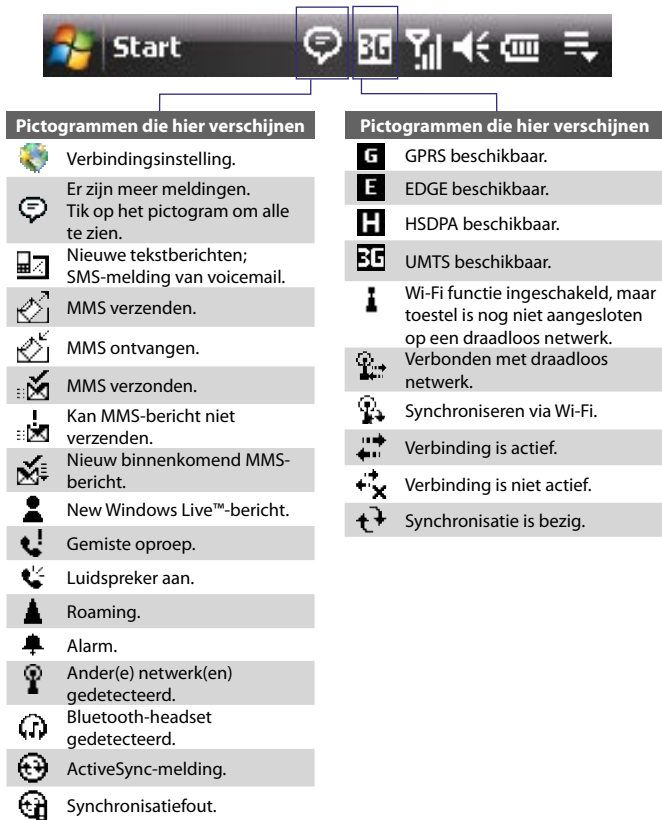 Start
3G
Pictogrammen die hier verschijnen
Verbindingsinstelling.
Er zijn meer meldingen.
Tik op het pictogram om alle
te zien.
Nieuwe tekstberichten;
SMS-melding van voicemail.
MMS verzenden.
MMS ontvangen.
MMS verzonden.
Kan MMS-bericht niet
verzenden.
Nieuw binnenkomend MMS-
bericht.
New Windows Live™-bericht.
Gemiste oproep.
Luidspreker aan.
Roaming.
Alarm.
Ander(e) netwerk(en)
gedetecteerd.
Bluetooth-headset
gedetecteerd.
ActiveSync-melding.
Synchronisatiefout.
Pictogrammen die hier verschijnen
G GPRS beschikbaar.
E EDGE beschikbaar.
H HSDPA beschikbaar.
3G UMTS beschikbaar.
Wi-Fi functie ingeschakeld, maar
toestel is nog niet aangesloten
op een draadloos netwerk.
Verbonden met draadloos
netwerk.
Synchroniseren via Wi-Fi.
Verbinding is actief.
Verbinding is niet actief.
Synchronisatie is bezig.